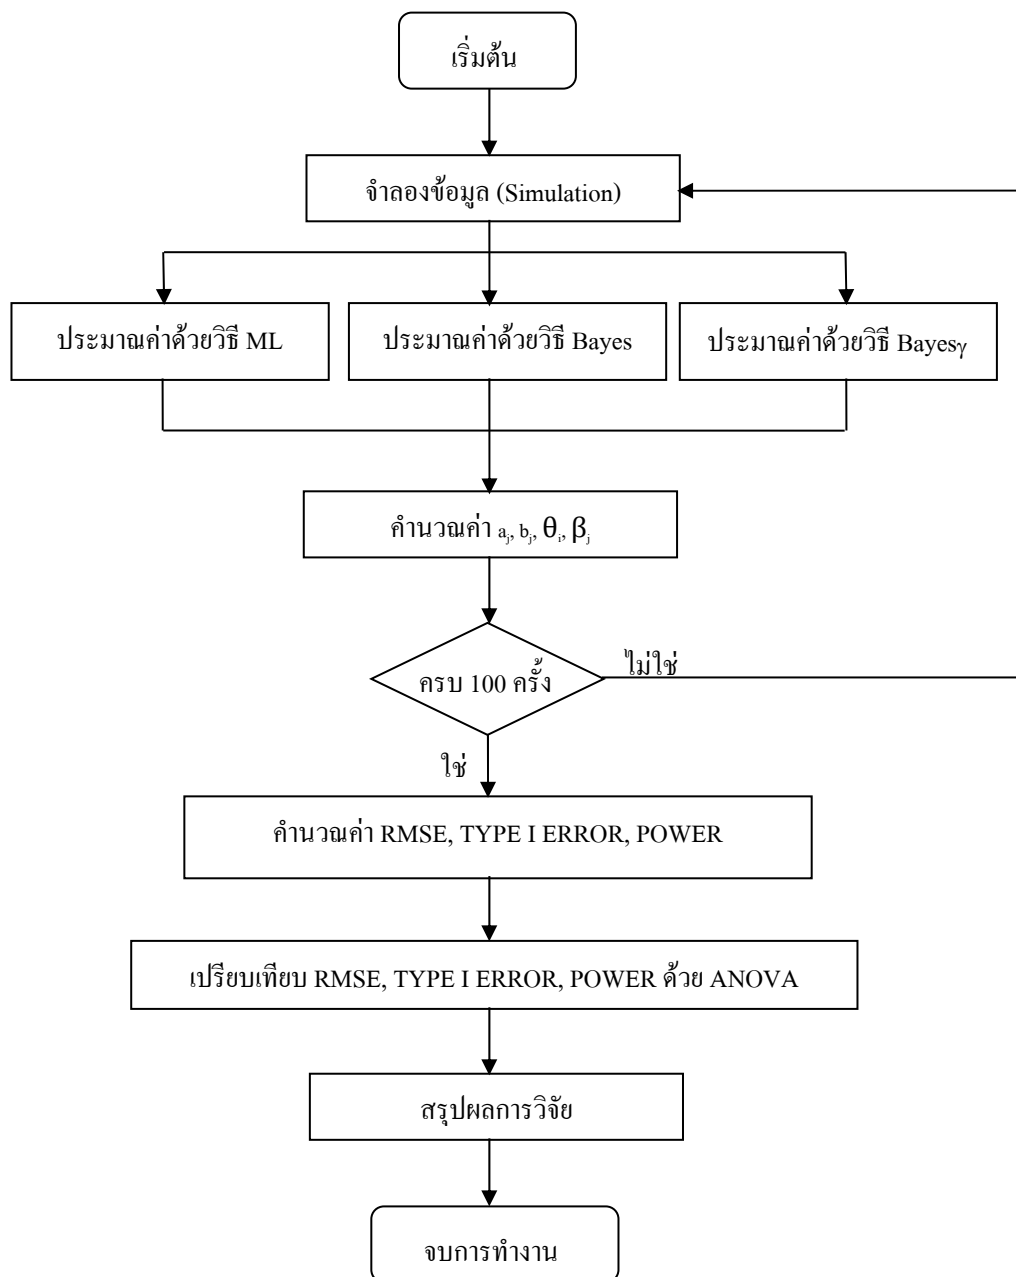 เริ่มต้น
จำลองข้อมูล (Simulation)
ประมาณค่าด้วยวิธี ML
ประมาณค่าด้วยวิธี Bayes
ประมาณค่าด้วยวิธี Bayesγ
คำนวณค่า aⱼ, bⱼ, θᵢ, βⱼ
ครบ 100 ครั้ง
ไม่ใช่
ใช่
คำนวณค่า RMSE, TYPE I ERROR, POWER
เปรียบเทียบ RMSE, TYPE I ERROR, POWER ด้วย ANOVA
สรุปผลการวิจัย
จบการทำงาน